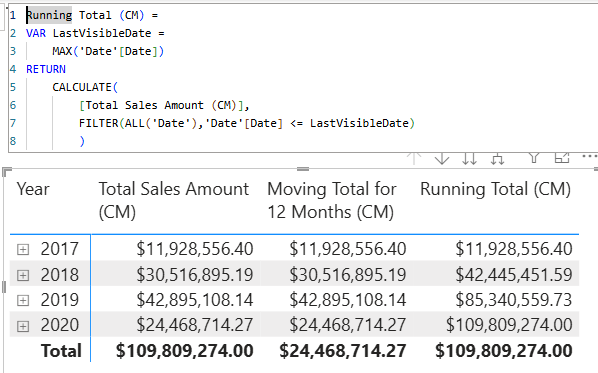 1 Running Total (CM) =
2 VAR LastVisibleDate =
3 MAX('Date'[Date])
4 RETURN
5 CALCULATE(
6 [Total Sales Amount (CM)],
7 FILTER(ALL('Date'),'Date'[Date] <= LastVisibleDate)
8 )
Year Total Sales Amount Moving Total for Running Total (CM)
(CM) 12 Months (CM)
2017 $11,928,556.40 $11,928,556.40 $11,928,556.40
2018 $30,516,895.19 $30,516,895.19 $42,445,451.59
2019 $42,895,108.14 $42,895,108.14 $85,340,559.73
2020 $24,468,714.27 $24,468,714.27 $109,809,274.00
Total $109,809,274.00 $24,468,714.27 $109,809,274.00